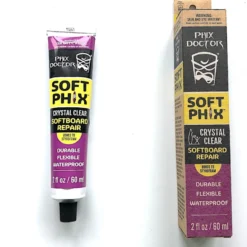 PHIX
DOCTOR
SOFT
PHIX
CRYSTAL CLEAR
SOFTBOARD
REPAIR
DURABLE
FLEXIBLE
WATERPROOF
2 fl oz / 60 ml
WARNING:
PHIX DOCTOR
SOFT
PHIX
CRYSTAL
CLEAR
SOFTBOARD
REPAIR
DURABLE
FLEXIBLE
WATERPROOF
2 fl oz / 60 ml